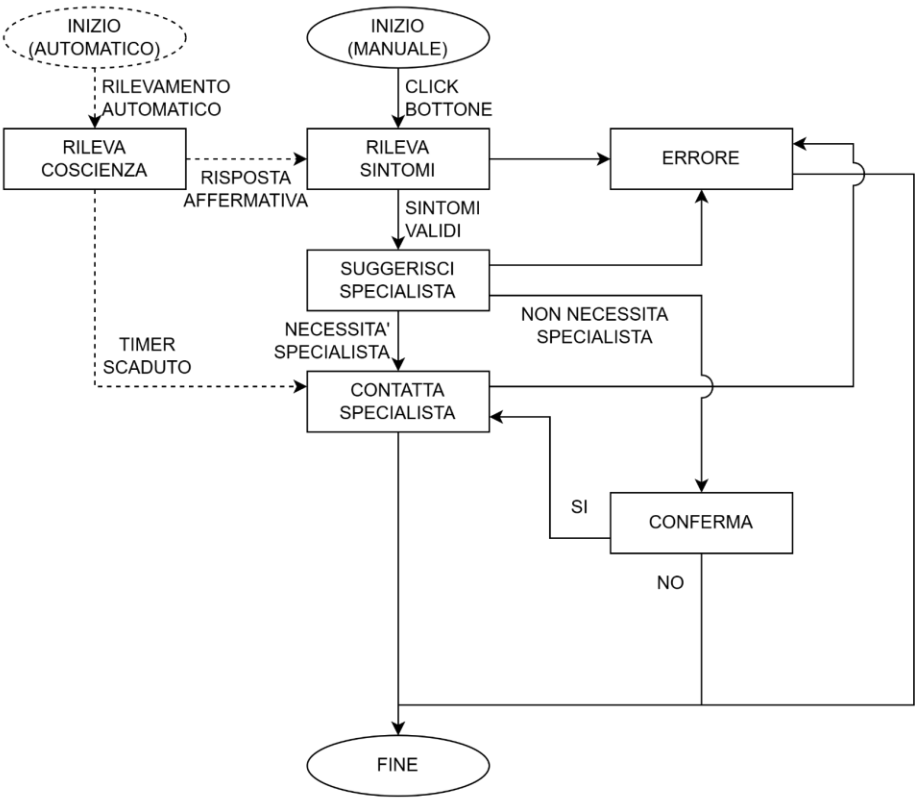 INIZIO
(AUTOMATICO)
INIZIO
(MANUALE)
RILEVAMENTO
AUTOMATICO
CLICK
BOTTONE
RILEVA
COSCIENZA
RILEVA
SINTOMI
ERRORE
RISPOSTA
AFFERMATIVA
SINTOMI
VALIDI
SUGGERISCI
SPECIALISTA
NECESSITA'
SPECIALISTA
NON NECESSITA
SPECIALISTA
TIMER
SCADUTO
CONTATTA
SPECIALISTA
SI
CONFERMA
NO
FINE